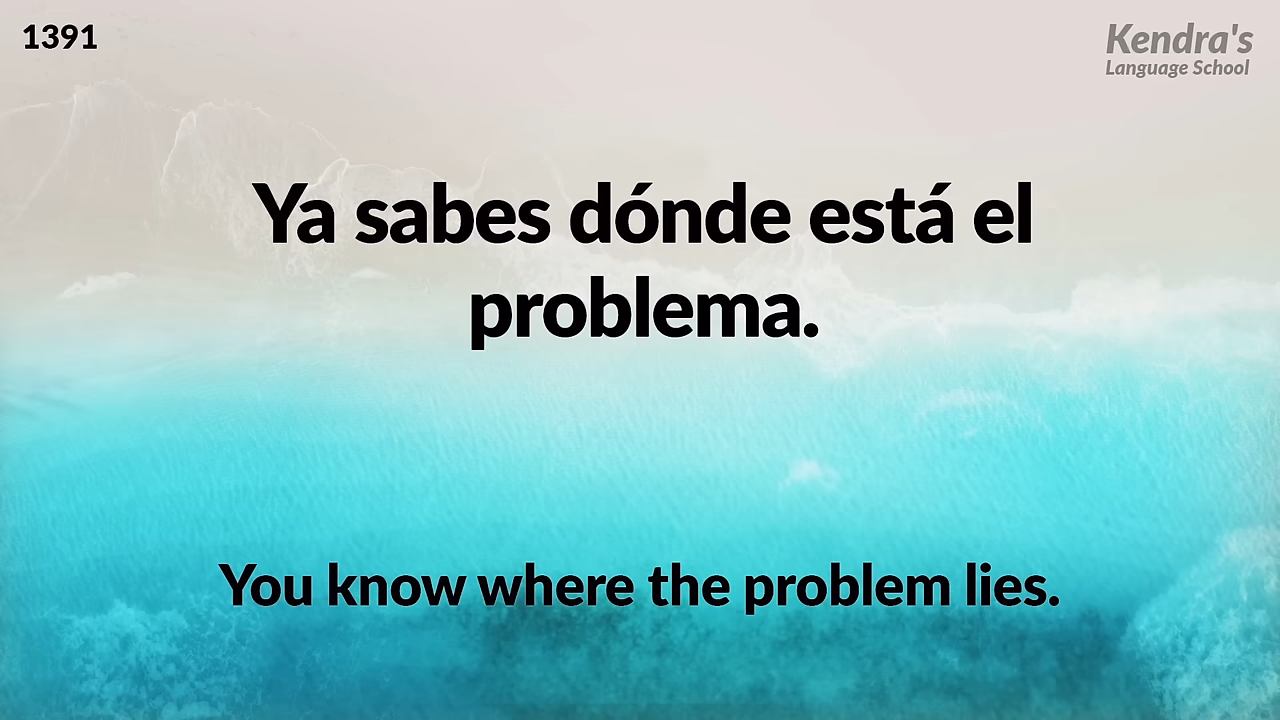 1391
Kendra's
Language School
Ya sabes dónde está el
problema.
You know where the problem lies.